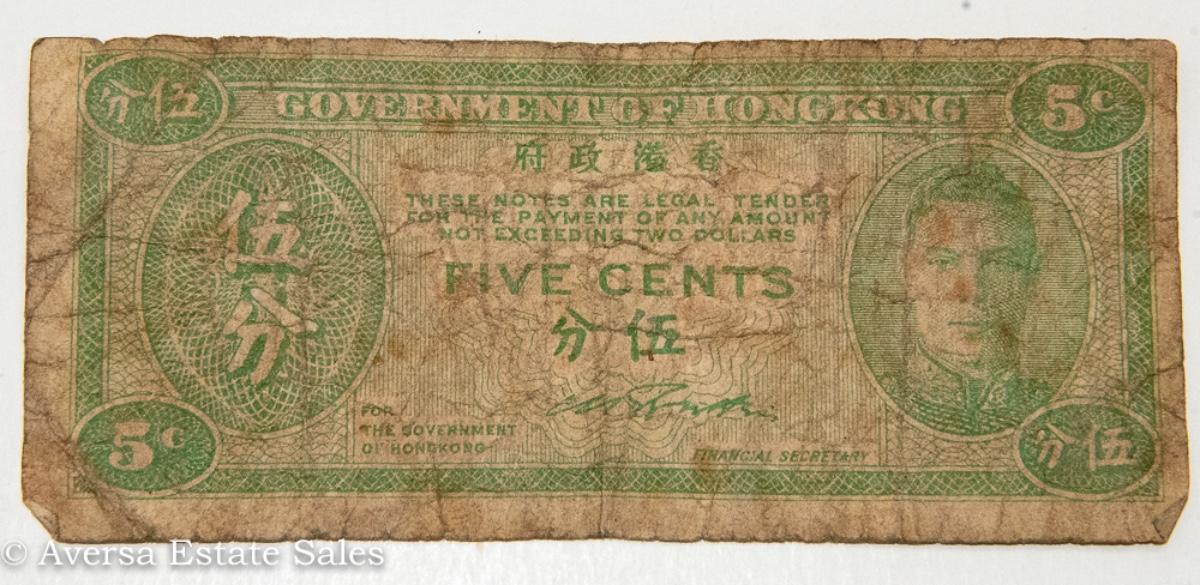 分伍
GOVERNMENT OF HONGKONG
5c
府政港香
THESE NOTES ARE LEGAL TENDER
FOR THE PAYMENT OF ANY AMOUNT
NOT EXCEEDING TWO DOLLARS
伍
分
FIVE CENTS
分伍
FOR
THE GOVERNMENT
OF HONGKONG
FINANCIAL SECRETARY
5c
分伍
© Aversa Estate Sales